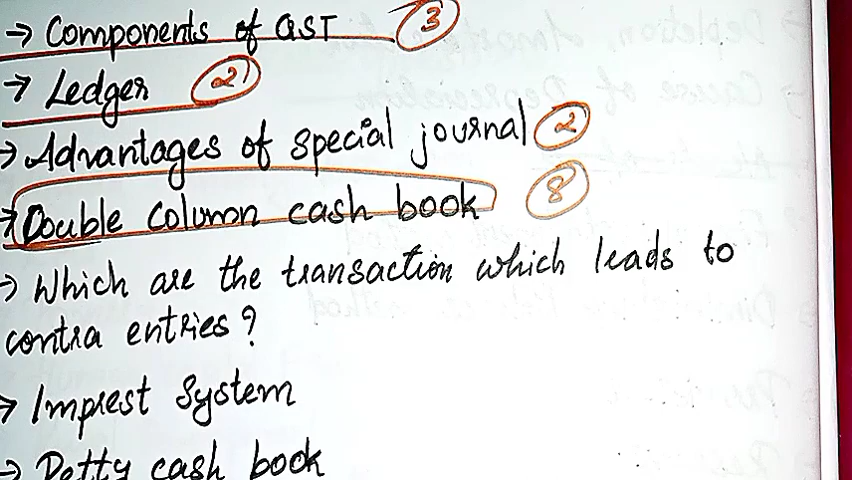 → Components of GST ③
→ Ledger ②
→ Advantages of special journal ②
→ Double Column cash book ⑧
→ Which are the transaction which leads to
contra entries?
→ Imprest System
→ Petty cash book